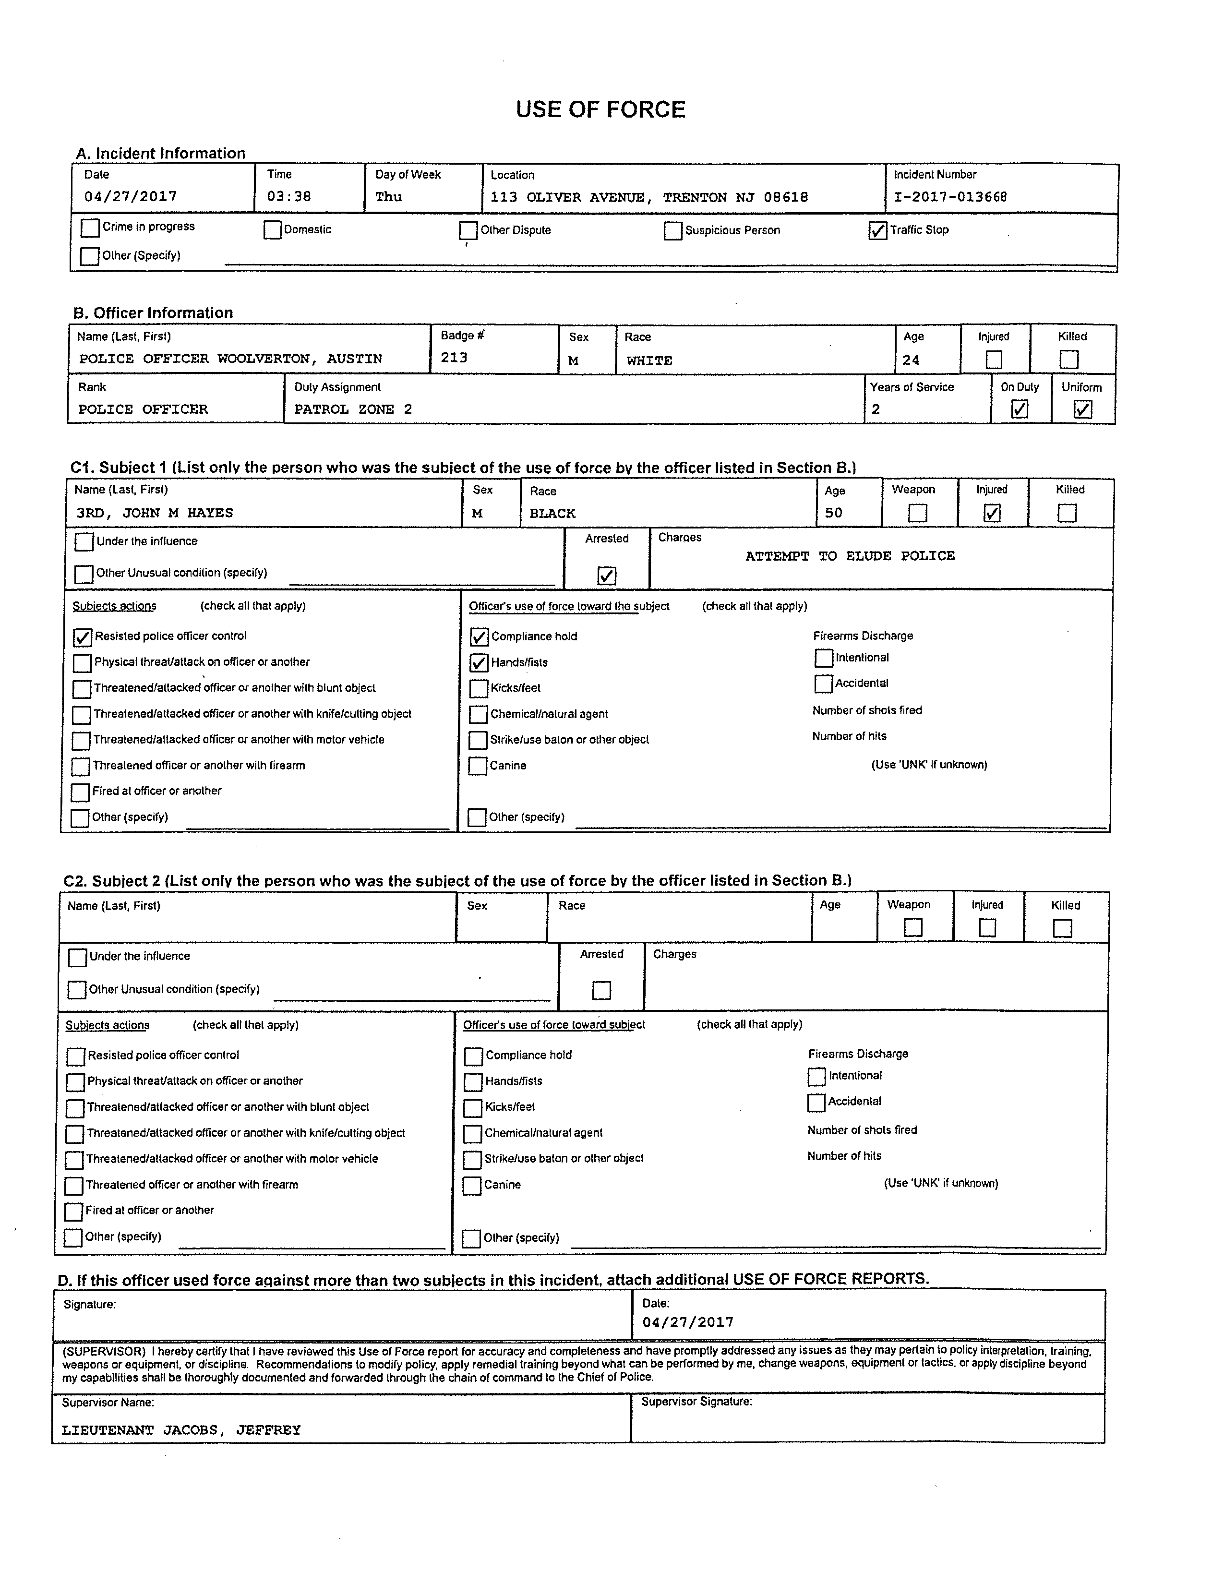 USE OF FORCE
A. Incident Information
Date Time Day of Week Location Incident Number
04/27/2017 03:38 Thu 113 OLIVER AVENUE, TRENTON NJ 08618 I-2017-013668
Crime in progress Domestic Other Dispute Suspicious Person Traffic Stop
Other (Specify)
B. Officer Information
Name (Last, First) Badge # Sex Race Age Injured Killed
POLICE OFFICER WOOLVERTON, AUSTIN 213 M WHITE 24
Rank Duty Assignment Years of Service On Duty Uniform
POLICE OFFICER PATROL ZONE 2 2
C1. Subject 1 (List only the person who was the subject of the use of force by the officer listed in Section B.)
Name (Last, First) Sex Race Age Weapon Injured Killed
3RD, JOHN M HAYES M BLACK 50
Under the influence Arrested Charges
ATTEMPT TO ELUDE POLICE
Other Unusual condition (specify)
Subjects actions (check all that apply) Officer's use of force toward the subject (check all that apply)
Resisted police officer control Compliance hold Firearms Discharge
Physical threat/attack on officer or another Hands/fists Intentional
Threatened/attacked officer or another with blunt object Kicks/feet Accidental
Threatened/attacked officer or another with knife/cutting object Chemical/natural agent Number of shots fired
Threatened/attacked officer or another with motor vehicle Strike/use baton or other object Number of hits
Threatened officer or another with firearm Canine (Use 'UNK' if unknown)
Fired at officer or another
Other (specify) Other (specify)
C2. Subject 2 (List only the person who was the subject of the use of force by the officer listed in Section B.)
Name (Last, First) Sex Race Age Weapon Injured Killed
Under the influence Arrested Charges
Other Unusual condition (specify)
Subjects actions (check all that apply) Officer's use of force toward subject (check all that apply)
Resisted police officer control Compliance hold Firearms Discharge
Physical threat/attack on officer or another Hands/fists Intentional
Threatened/attacked officer or another with blunt object Kicks/feet Accidental
Threatened/attacked officer or another with knife/cutting object Chemical/natural agent Number of shots fired
Threatened/attacked officer or another with motor vehicle Strike/use baton or other object Number of hits
Threatened officer or another with firearm Canine (Use 'UNK' if unknown)
Fired at officer or another
Other (specify) Other (specify)
D. If this officer used force against more than two subjects in this incident, attach additional USE OF FORCE REPORTS.
Signature: Date:
04/27/2017
(SUPERVISOR) I hereby certify that I have reviewed this Use of Force report for accuracy and completeness and have promptly addressed any issues as they may pertain to policy interpretation, training,
weapons or equipment, or discipline. Recommendations to modify policy, apply remedial training beyond what can be performed by me, change weapons, equipment or tactics, or apply discipline beyond
my capabilities shall be thoroughly documented and forwarded through the chain of command to the Chief of Police.
Supervisor Name: Supervisor Signature:
LIEUTENANT JACOBS, JEFFREY